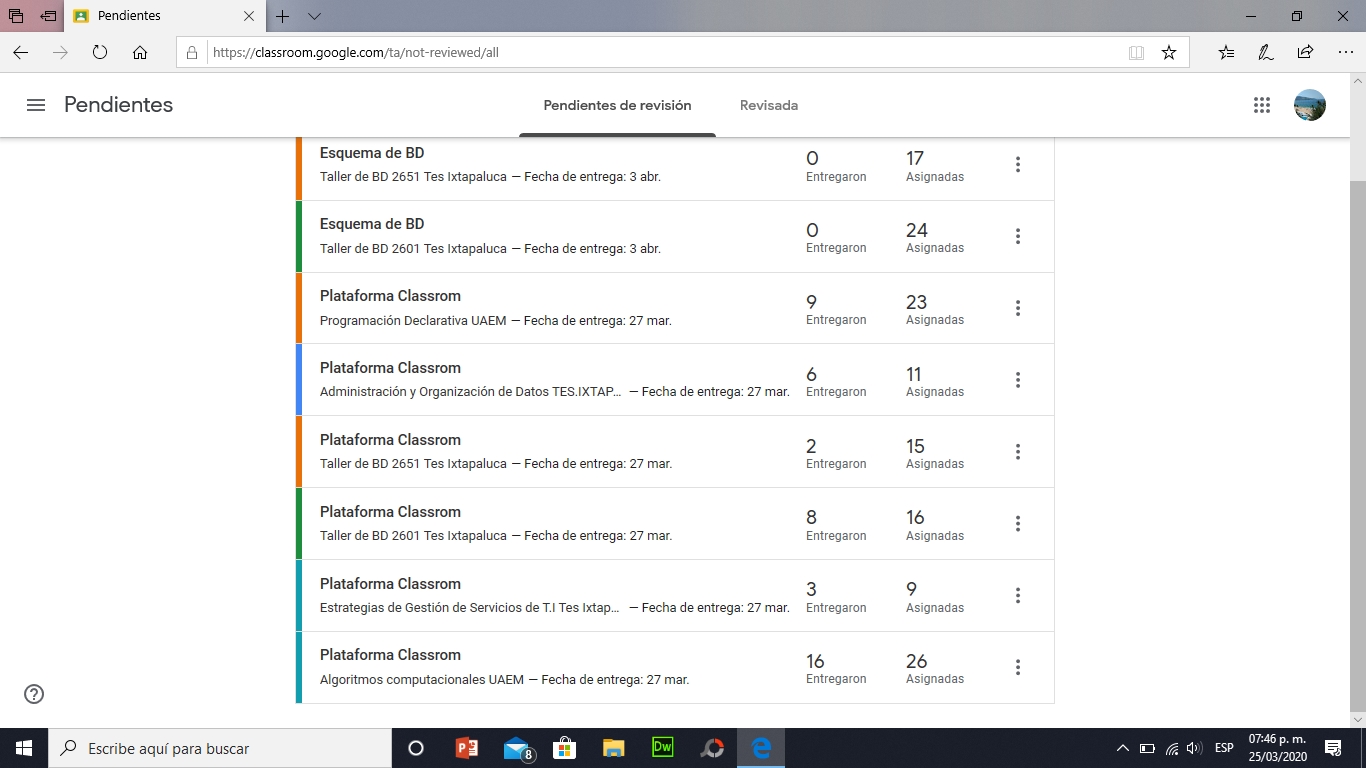 Pendientes
https://classroom.google.com/ta/not-reviewed/all
Pendientes
Pendientes de revisión
Revisada
Esquema de BD
Taller de BD 2651 Tes Ixtapaluca — Fecha de entrega: 3 abr.
0
Entregaron
17
Asignadas
Esquema de BD
Taller de BD 2601 Tes Ixtapaluca — Fecha de entrega: 3 abr.
0
Entregaron
24
Asignadas
Plataforma Classrom
Programación Declarativa UAEM — Fecha de entrega: 27 mar.
9
Entregaron
23
Asignadas
Plataforma Classrom
Administración y Organización de Datos TES.IXTAP... — Fecha de entrega: 27 mar.
6
Entregaron
11
Asignadas
Plataforma Classrom
Taller de BD 2651 Tes Ixtapaluca — Fecha de entrega: 27 mar.
2
Entregaron
15
Asignadas
Plataforma Classrom
Taller de BD 2601 Tes Ixtapaluca — Fecha de entrega: 27 mar.
8
Entregaron
16
Asignadas
Plataforma Classrom
Estrategias de Gestión de Servicios de T.I Tes Ixtap... — Fecha de entrega: 27 mar.
3
Entregaron
9
Asignadas
Plataforma Classrom
Algoritmos computacionales UAEM — Fecha de entrega: 27 mar.
16
Entregaron
26
Asignadas
Escribe aquí para buscar
8
Dw
ESP
07:46 p. m.
25/03/2020